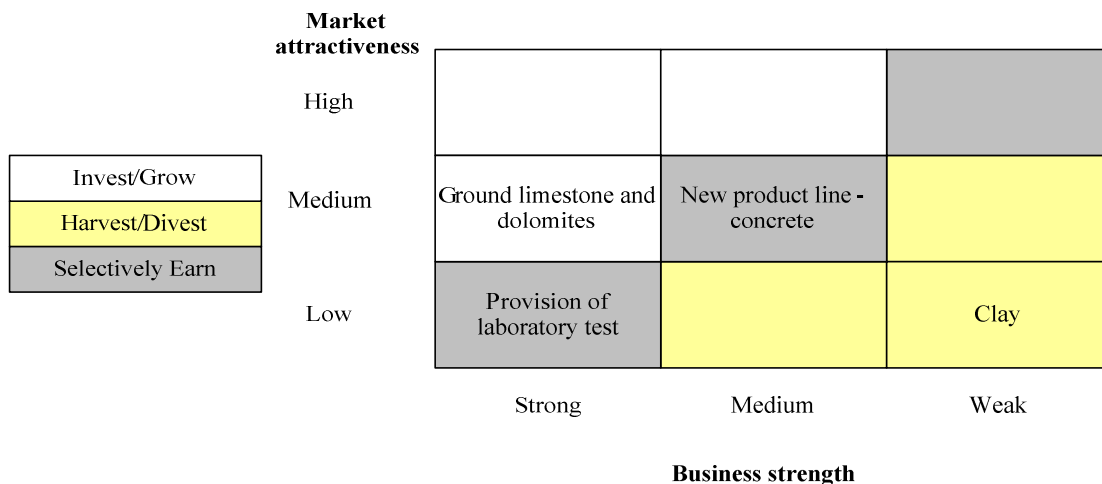 Market
attractiveness
High
Invest/Grow
Harvest/Divest
Selectively Earn
Medium
Ground limestone and
dolomites
New product line -
concrete
Low
Provision of
laboratory test
Clay
Strong
Medium
Weak
Business strength